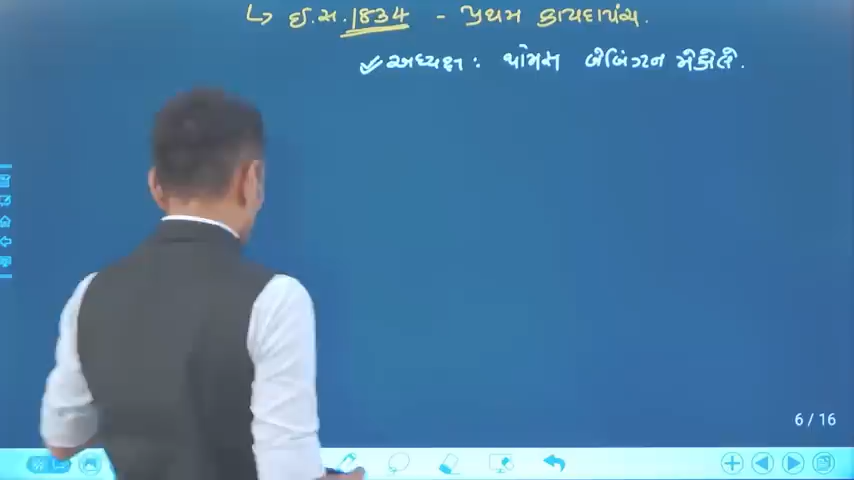 ↳ ઈ.સ. 1834 - પ્રથમ કાયદાપંચ.
✓ અધ્યક્ષ : થોમસ બેબિંગ્ટન મેકોલે.
6 / 16